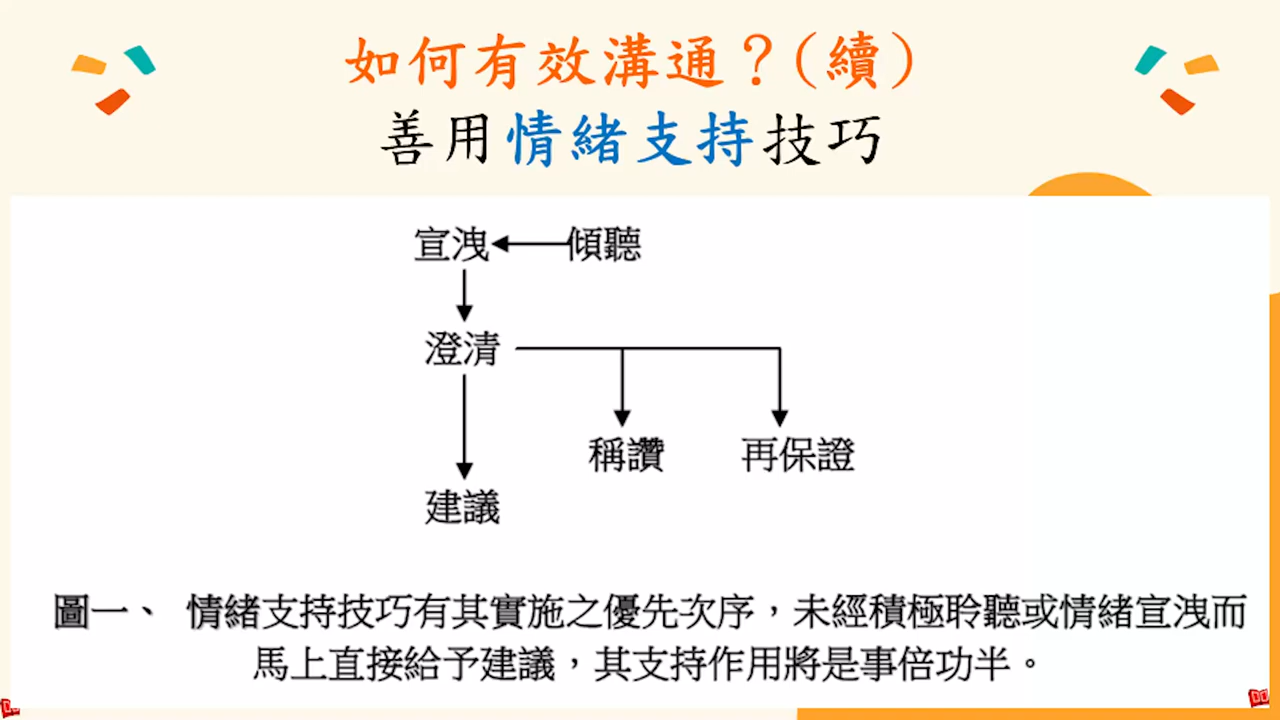 如何有效溝通？(續)
善用情緒支持技巧
宣洩 傾聽
澄清
稱讚 再保證
建議
圖一、 情緒支持技巧有其實施之優先次序，未經積極聆聽或情緒宣洩而
馬上直接給予建議，其支持作用將是事倍功半。